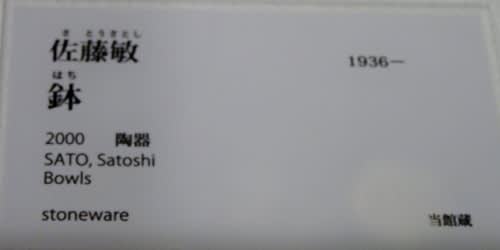 さとうさとし
佐藤敏 1936−
はち
鉢
2000 陶器
SATO, Satoshi
Bowls
stoneware 当館蔵